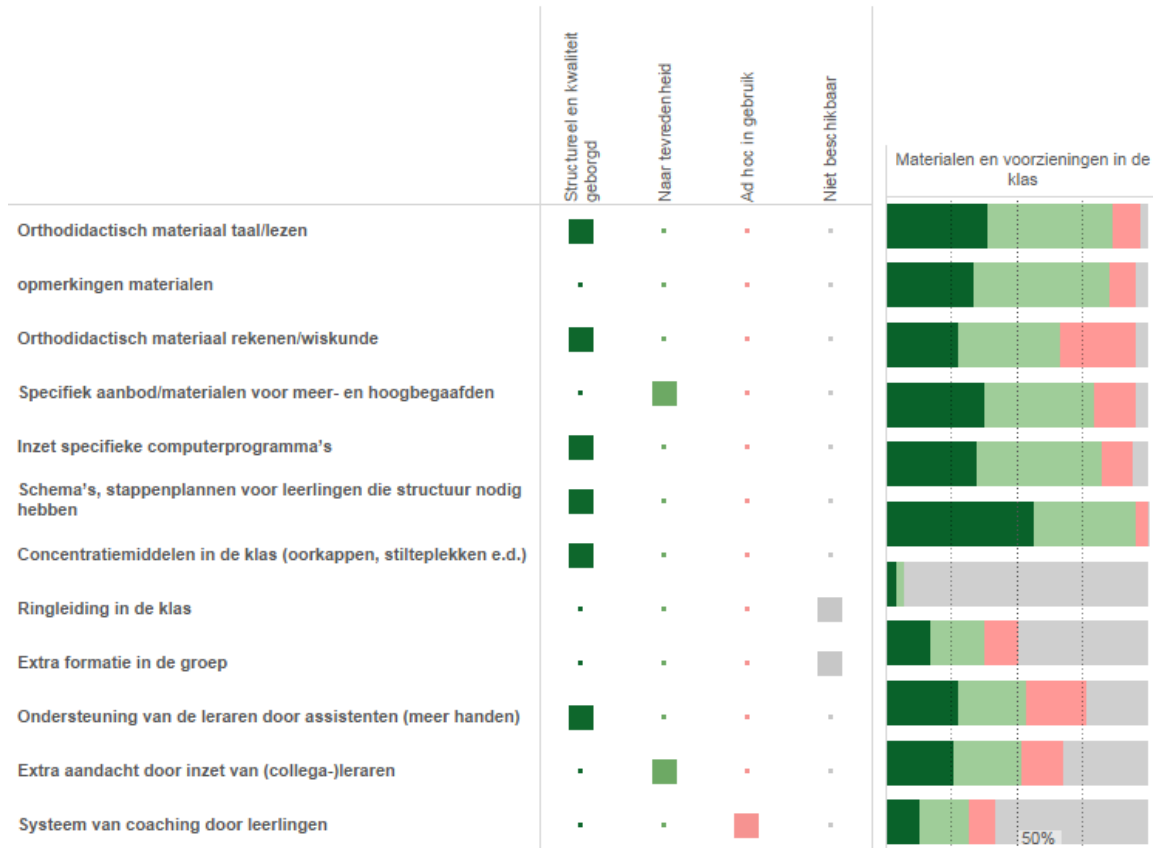 Structureel en kwaliteit
geborgd
Naar tevredenheid
Ad hoc in gebruik
Niet beschikbaar
Materialen en voorzieningen in de
klas
Orthodidactisch materiaal taal/lezen
opmerkingen materialen
Orthodidactisch materiaal rekenen/wiskunde
Specifiek aanbod/materialen voor meer- en hoogbegaafden
Inzet specifieke computerprogramma's
Schema's, stappenplannen voor leerlingen die structuur nodig
hebben
Concentratiemiddelen in de klas (oorkappen, stilteplekken e.d.)
Ringleiding in de klas
Extra formatie in de groep
Ondersteuning van de leraren door assistenten (meer handen)
Extra aandacht door inzet van (collega-)leraren
Systeem van coaching door leerlingen
50%